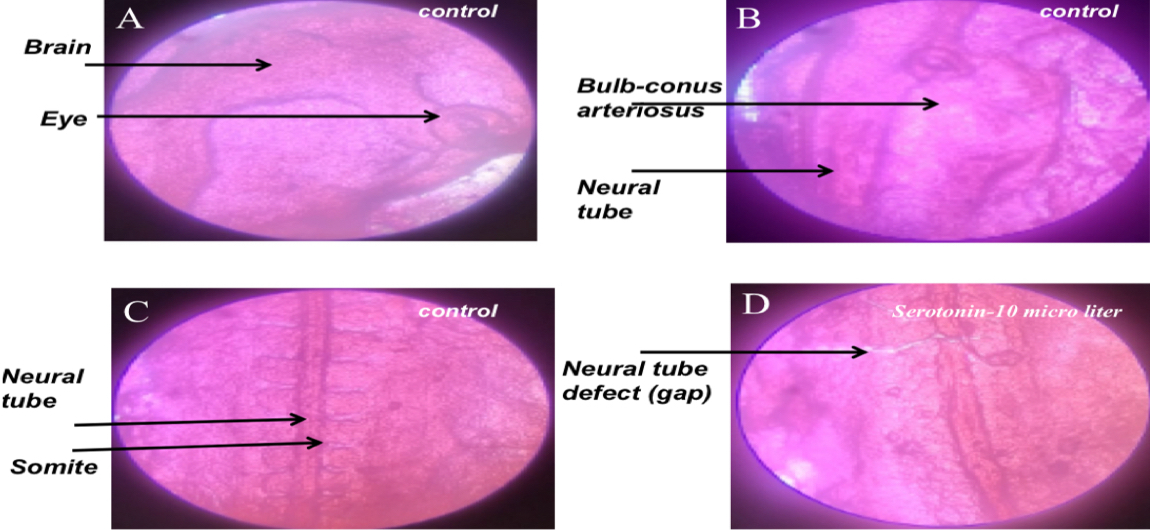 A
control
Brain
Eye
B
control
Bulb-conus
arteriosus
Neural
tube
C
control
Neural
tube
Somite
D
Serotonin-10 micro liter
Neural tube
defect (gap)